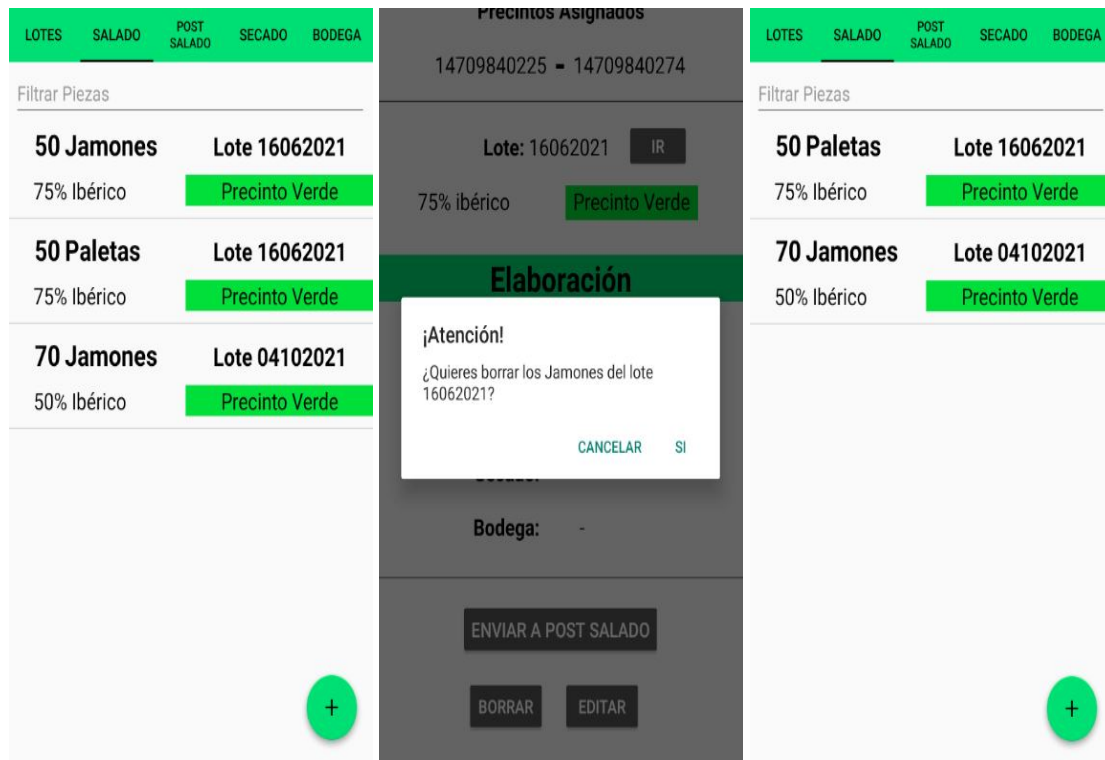 LOTES SALADO POST SALADO SECADO BODEGA
Filtrar Piezas
50 Jamones Lote 16062021
75% Ibérico Precinto Verde
50 Paletas Lote 16062021
75% Ibérico Precinto Verde
70 Jamones Lote 04102021
50% Ibérico Precinto Verde
+
Precintos Asignados
14709840225 - 14709840274
Lote: 16062021 IR
75% ibérico Precinto Verde
Elaboración
¡Atención!
¿Quieres borrar los Jamones del lote
16062021?
CANCELAR SI
Bodega: -
ENVIAR A POST SALADO
BORRAR EDITAR
LOTES SALADO POST SALADO SECADO BODEGA
Filtrar Piezas
50 Paletas Lote 16062021
75% Ibérico Precinto Verde
70 Jamones Lote 04102021
50% Ibérico Precinto Verde
+